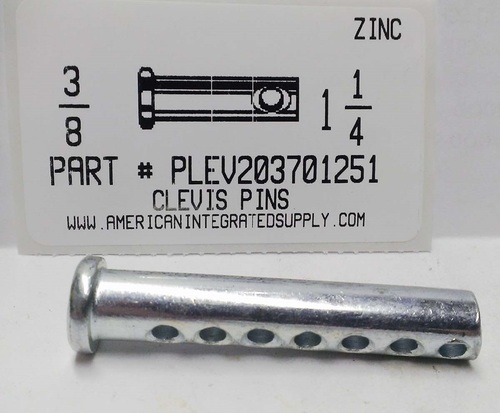 ZINC
3/8
1 1/4
PART # PLEV203701251
CLEVIS PINS
WWW.AMERICANINTEGRATEDSUPPLY.COM